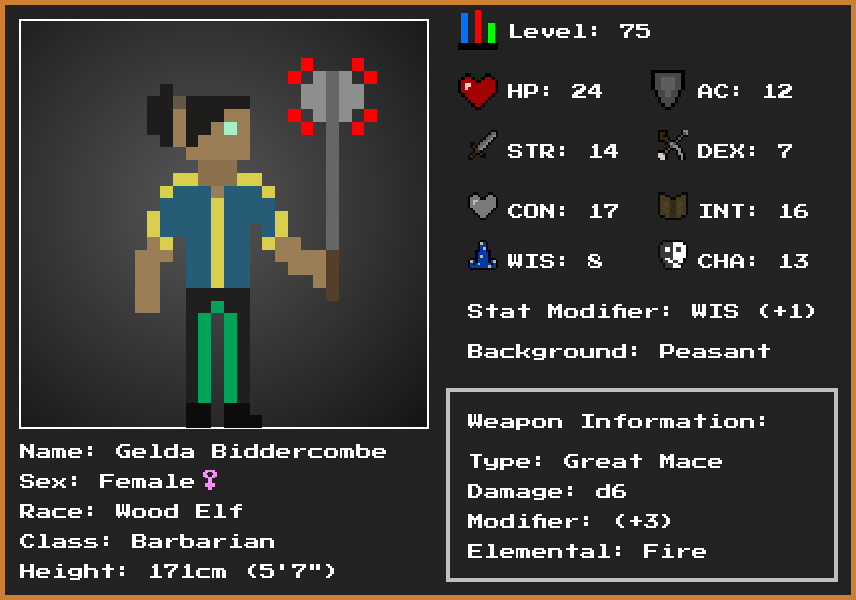 Level: 75
HP: 24 AC: 12
STR: 14 DEX: 7
CON: 17 INT: 16
WIS: 8 CHA: 13
Stat Modifier: WIS (+1)
Background: Peasant
Weapon Information:
Type: Great Mace
Damage: d6
Modifier: (+3)
Elemental: Fire
Name: Gelda Biddercombe
Sex: Female♀
Race: Wood Elf
Class: Barbarian
Height: 171cm (5'7")